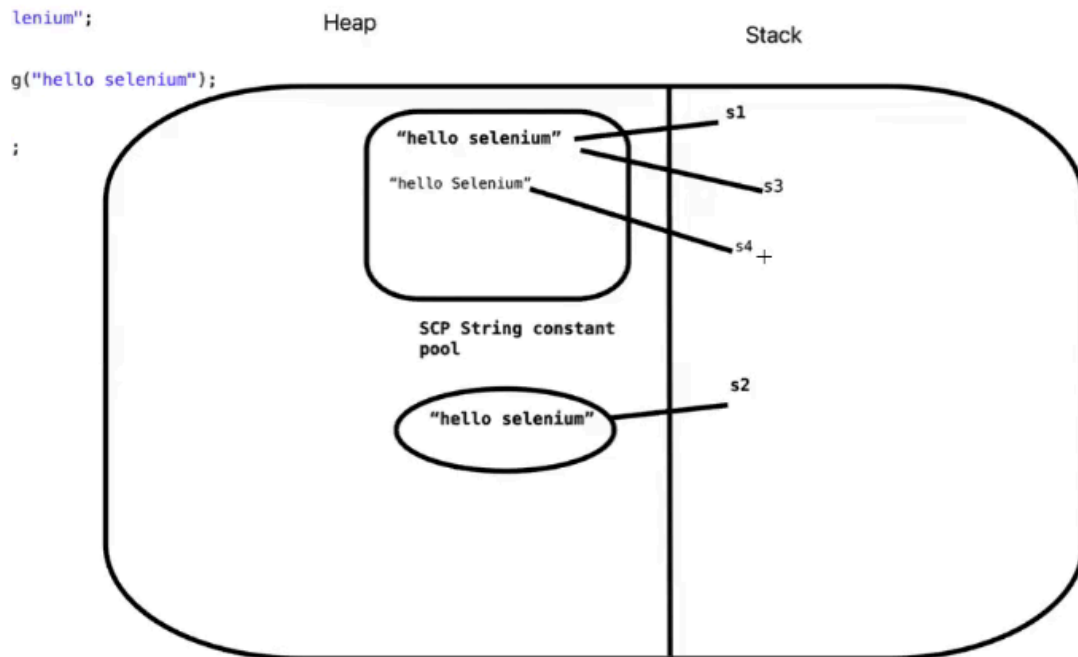 lenium";
Heap
Stack
g("hello selenium");
;
s1
“hello selenium”
“hello Selenium”
s3
s4
SCP String constant
pool
s2
“hello selenium”